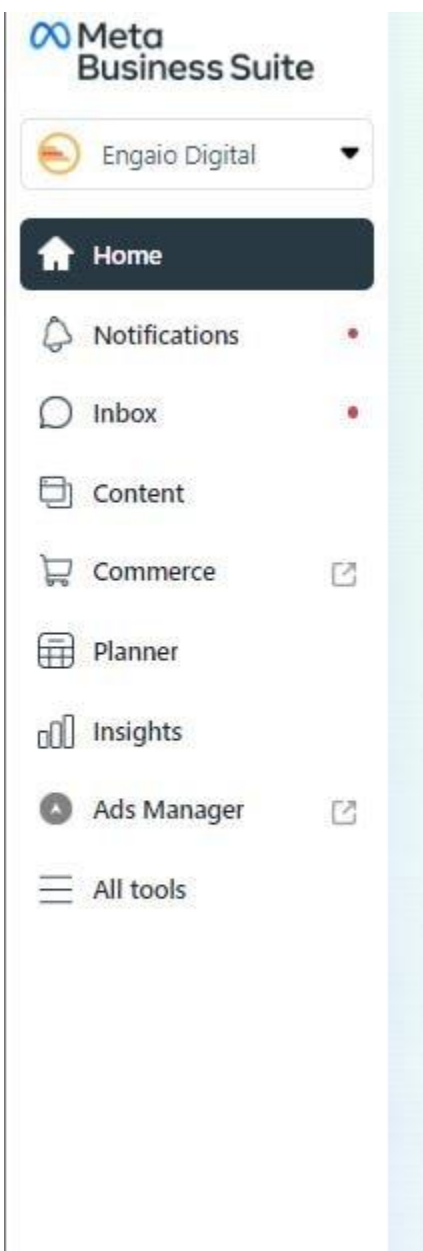 Meta
Business Suite
Engaio Digital
Home
Notifications
Inbox
Content
Commerce
Planner
Insights
Ads Manager
All tools